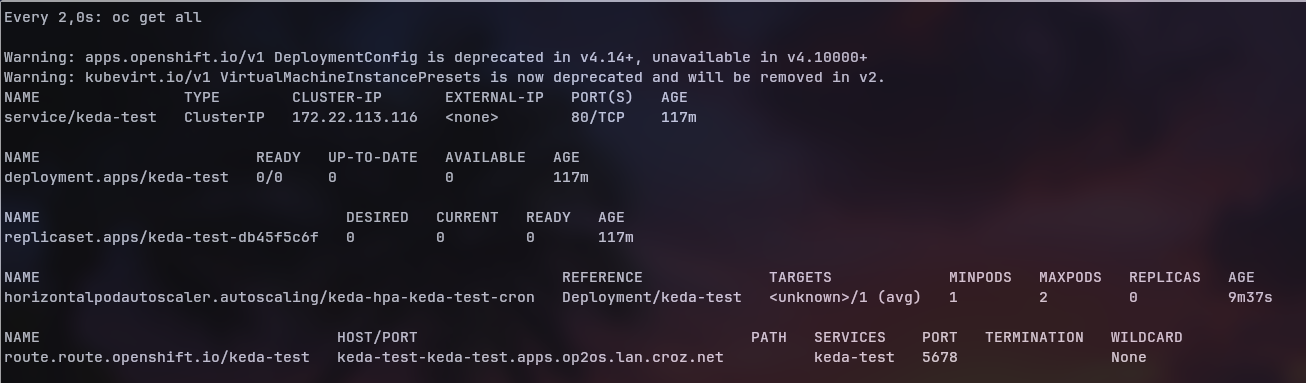 Every 2,0s: oc get all
Warning: apps.openshift.io/v1 DeploymentConfig is deprecated in v4.14+, unavailable in v4.10000+
Warning: kubevirt.io/v1 VirtualMachineInstancePresets is now deprecated and will be removed in v2.
NAME TYPE CLUSTER-IP EXTERNAL-IP PORT(S) AGE
service/keda-test ClusterIP 172.22.113.116 <none> 80/TCP 117m
NAME READY UP-TO-DATE AVAILABLE AGE
deployment.apps/keda-test 0/0 0 0 117m
NAME DESIRED CURRENT READY AGE
replicaset.apps/keda-test-db45f5c6f 0 0 0 117m
NAME REFERENCE TARGETS MINPODS MAXPODS REPLICAS AGE
horizontalpodautoscaler.autoscaling/keda-hpa-keda-test-cron Deployment/keda-test <unknown>/1 (avg) 1 2 0 9m37s
NAME HOST/PORT PATH SERVICES PORT TERMINATION WILDCARD
route.route.openshift.io/keda-test keda-test-keda-test.apps.op2os.lan.croz.net keda-test 5678 None